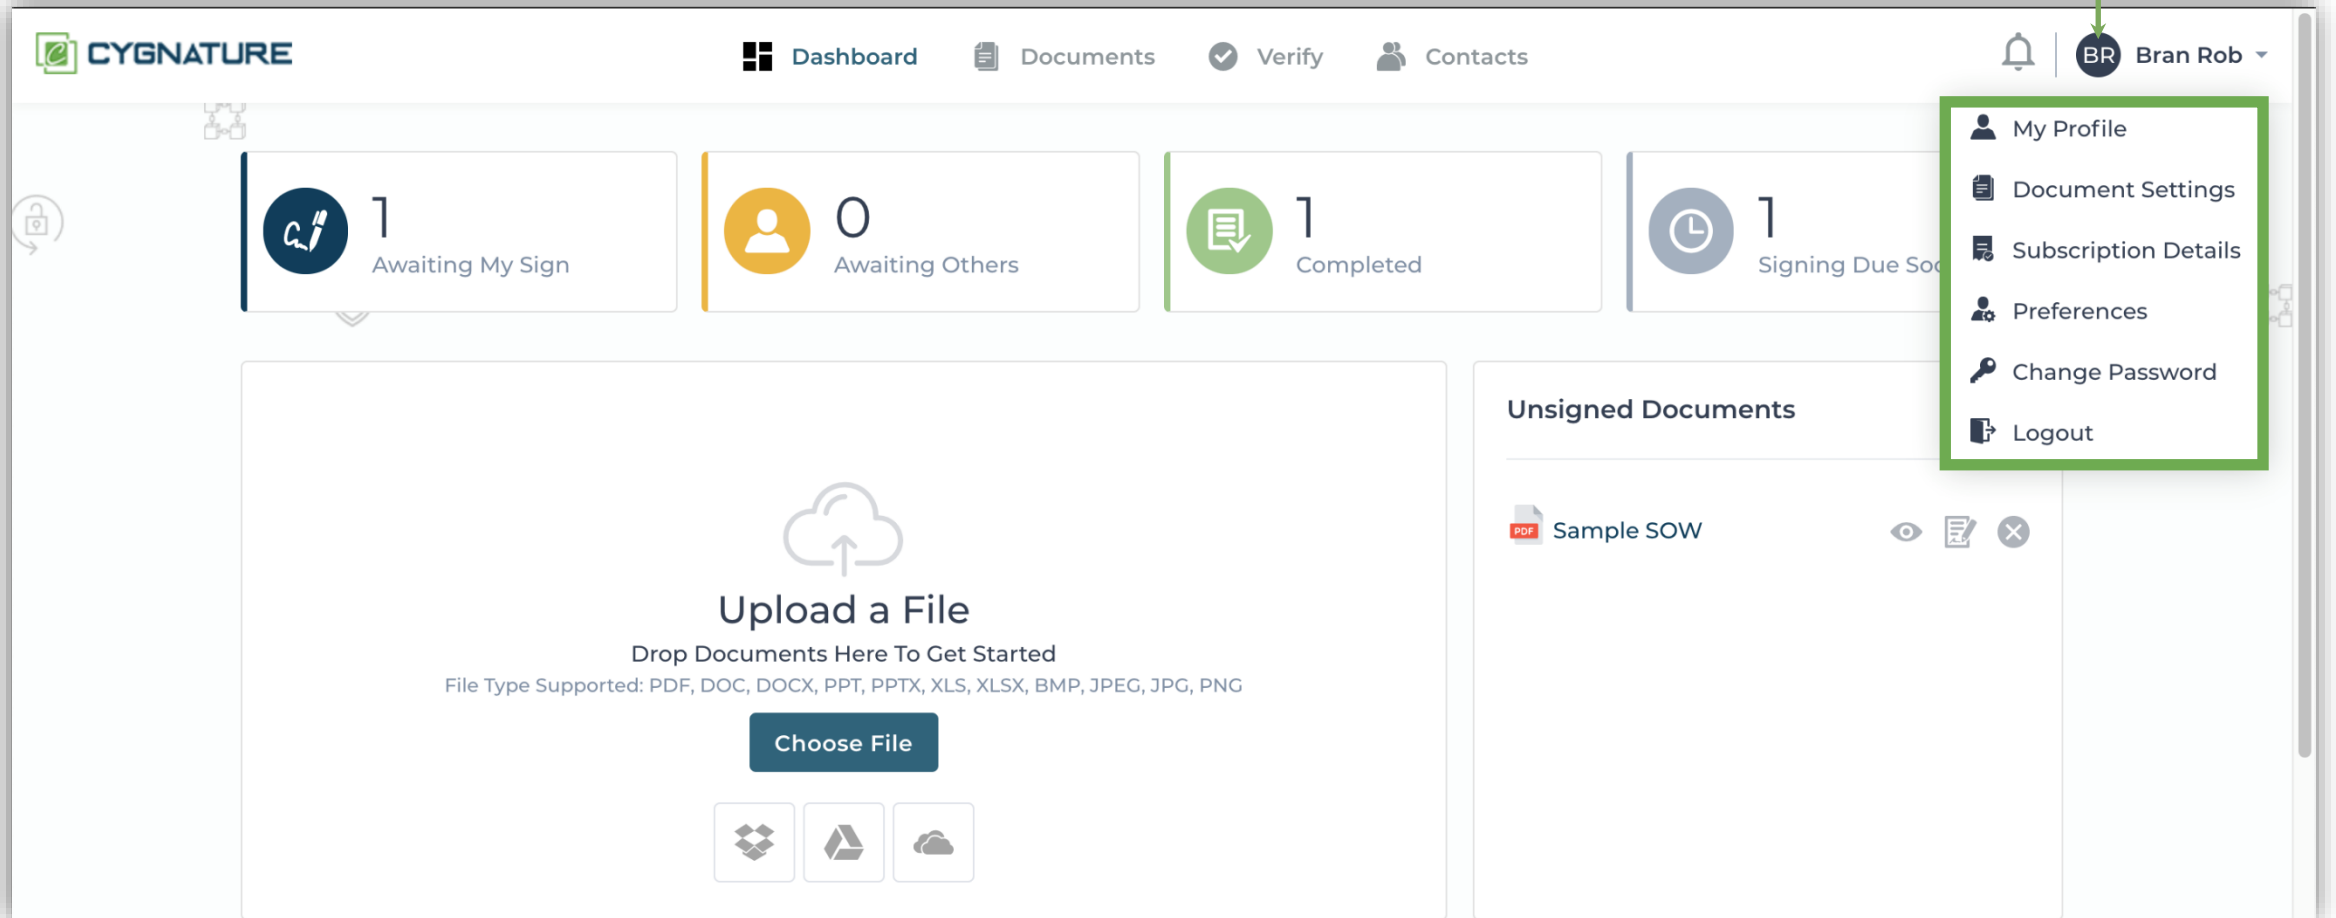 CYGNATURE
Dashboard
Documents
Verify
Contacts
BR
Bran Rob
My Profile
Document Settings
Subscription Details
Preferences
Change Password
Logout
1
Awaiting My Sign
0
Awaiting Others
1
Completed
1
Signing Due
Upload a File
Drop Documents Here To Get Started
File Type Supported: PDF, DOC, DOCX, PPT, PPTX, XLS, XLSX, BMP, JPEG, JPG, PNG
Choose File
Unsigned Documents
PDF
Sample SOW